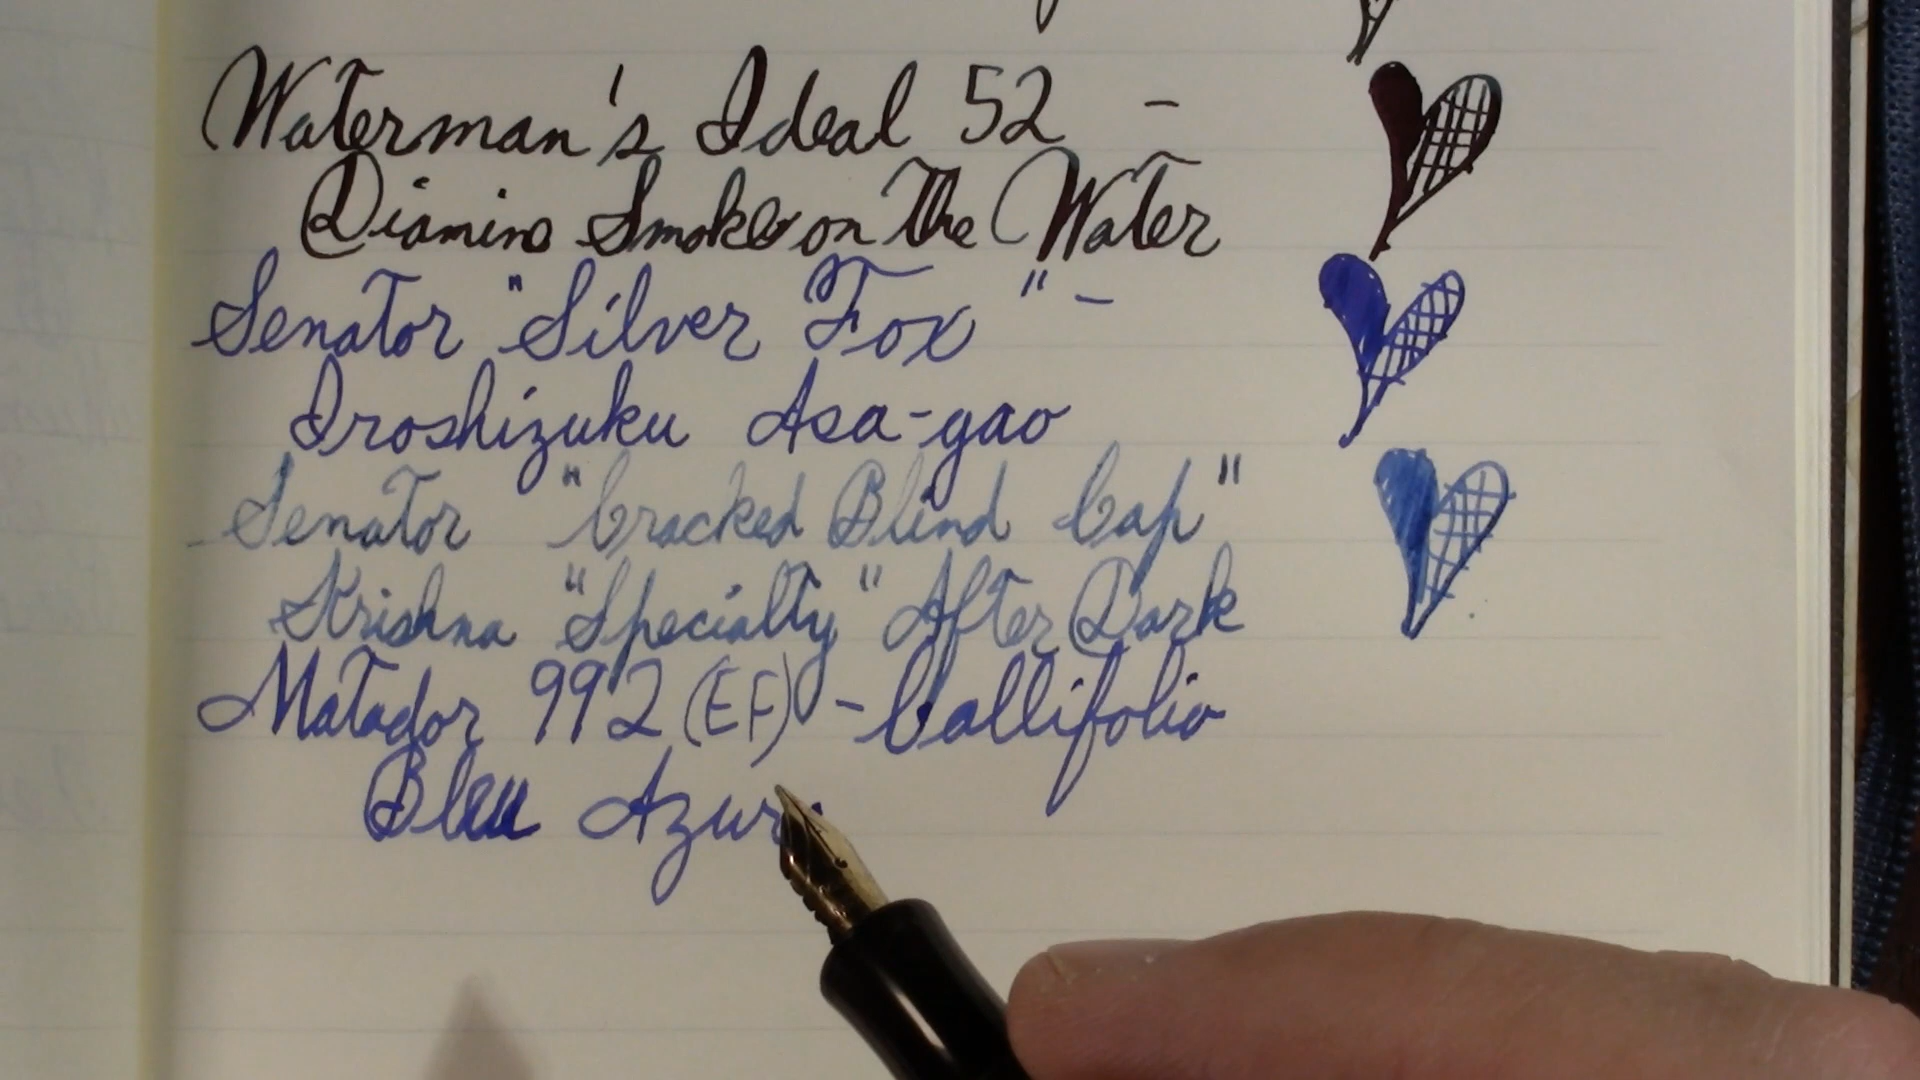 Waterman's Ideal 52 -
Diamine Smoke on the Water
Senator "Silver Fox" -
Iroshizuku Asa-gao
Senator "Cracked Blind Cap"
Krishna "Specialty" After Dark
Matador 992 (EF) - Callifolio
Bleu Azur